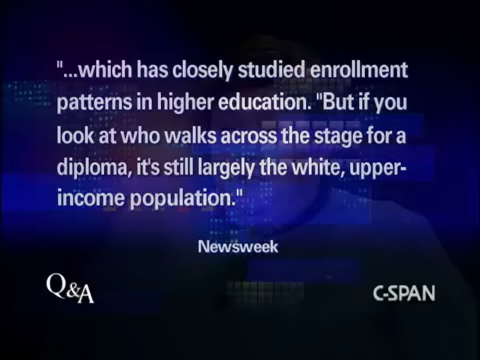 "...which has closely studied enrollment
patterns in higher education. "But if you
look at who walks across the stage for a
diploma, it's still largely the white, upper-
income population."
Newsweek
Q&A
C-SPAN